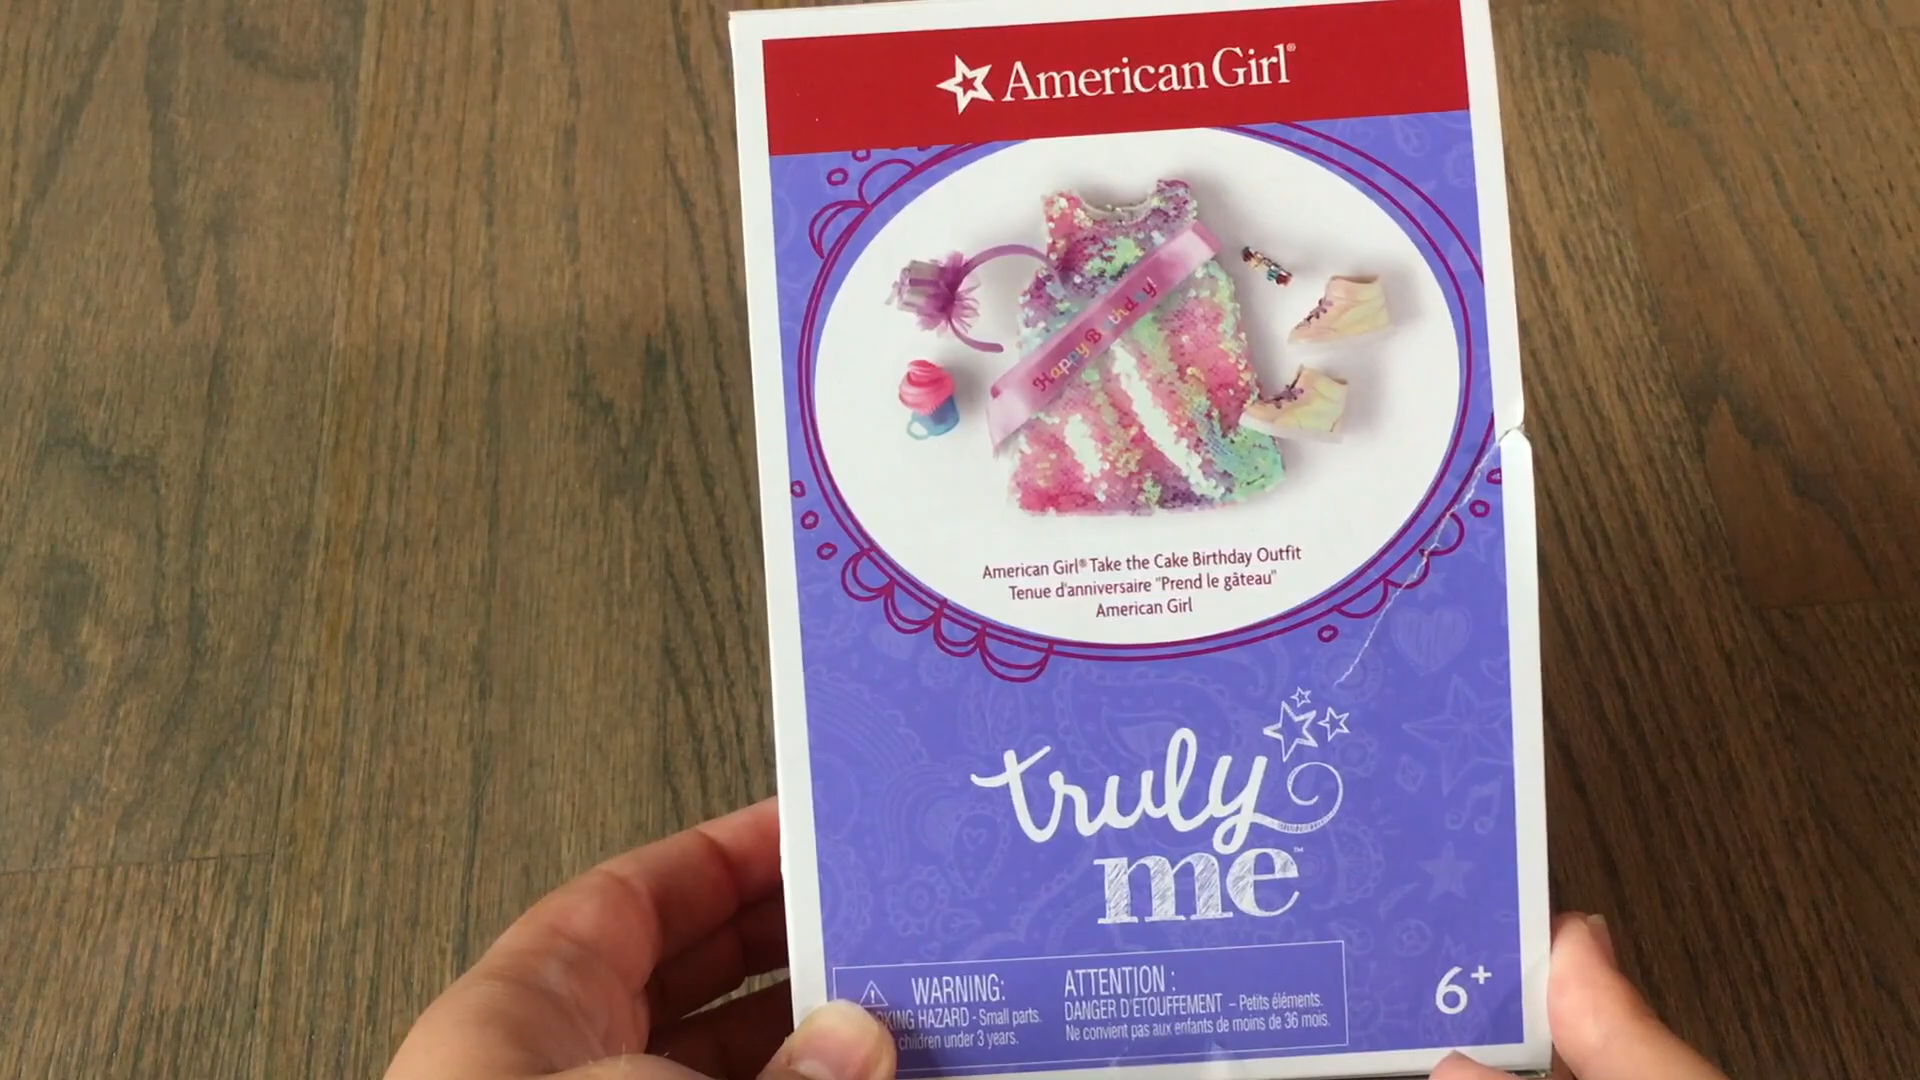 American Girl®
Happy Birthday!
American Girl® Take the Cake Birthday Outfit
Tenue d'anniversaire "Prend le gâteau"
American Girl
truly
me™
WARNING:
HAZARD - Small parts.
children under 3 years.
ATTENTION :
DANGER D'ETOUFFEMENT – Petits éléments.
Ne convient pas aux enfants de moins de 36 mois.
6+